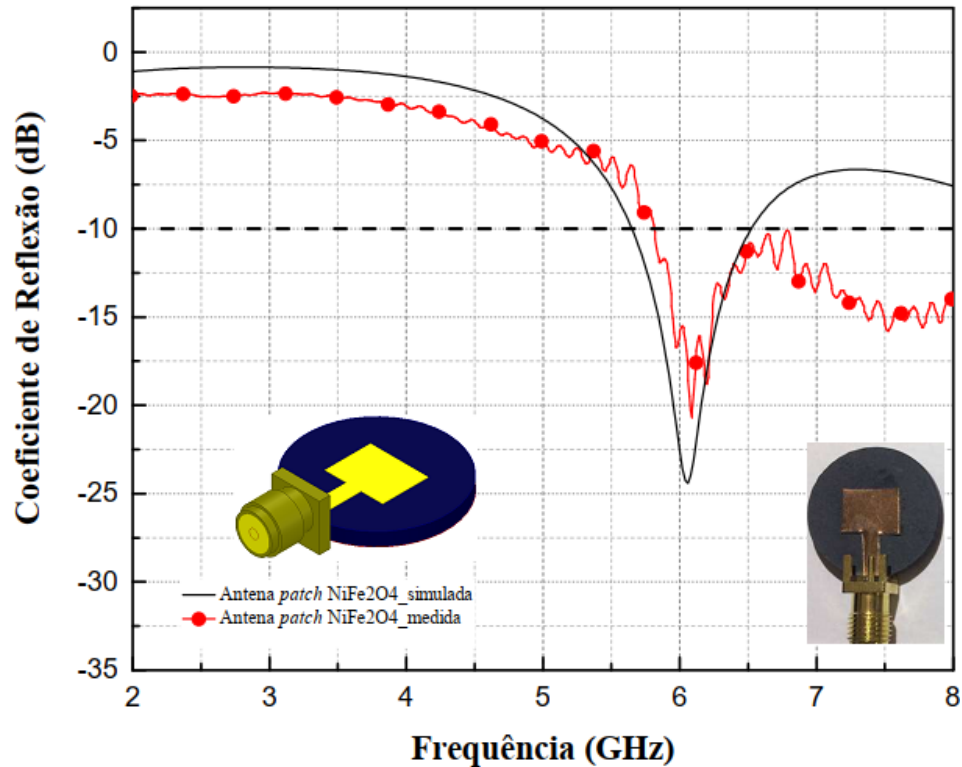 Coeficiente de Reflexão (dB)
0
-5
-10
-15
-20
-25
-30
-35
Antena patch NiFe2O4_simulada
Antena patch NiFe2O4_medida
2 3 4 5 6 7 8
Frequência (GHz)